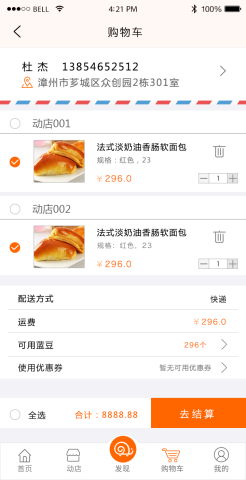 BELL 4:21 PM 100%
购物车
杜 杰 13854652512
漳州市芗城区众创园2栋301室
动店001
法式淡奶油香肠软面包
规格：红色，23
￥296.0
1
动店002
法式淡奶油香肠软面包
规格：红色，23
￥296.0
1
配送方式 快递
运费 ￥296.0
可用蓝豆 296个
使用优惠券 暂无可用优惠券
全选 合计：8888.88 去结算
首页 动店 发现 购物车 我的